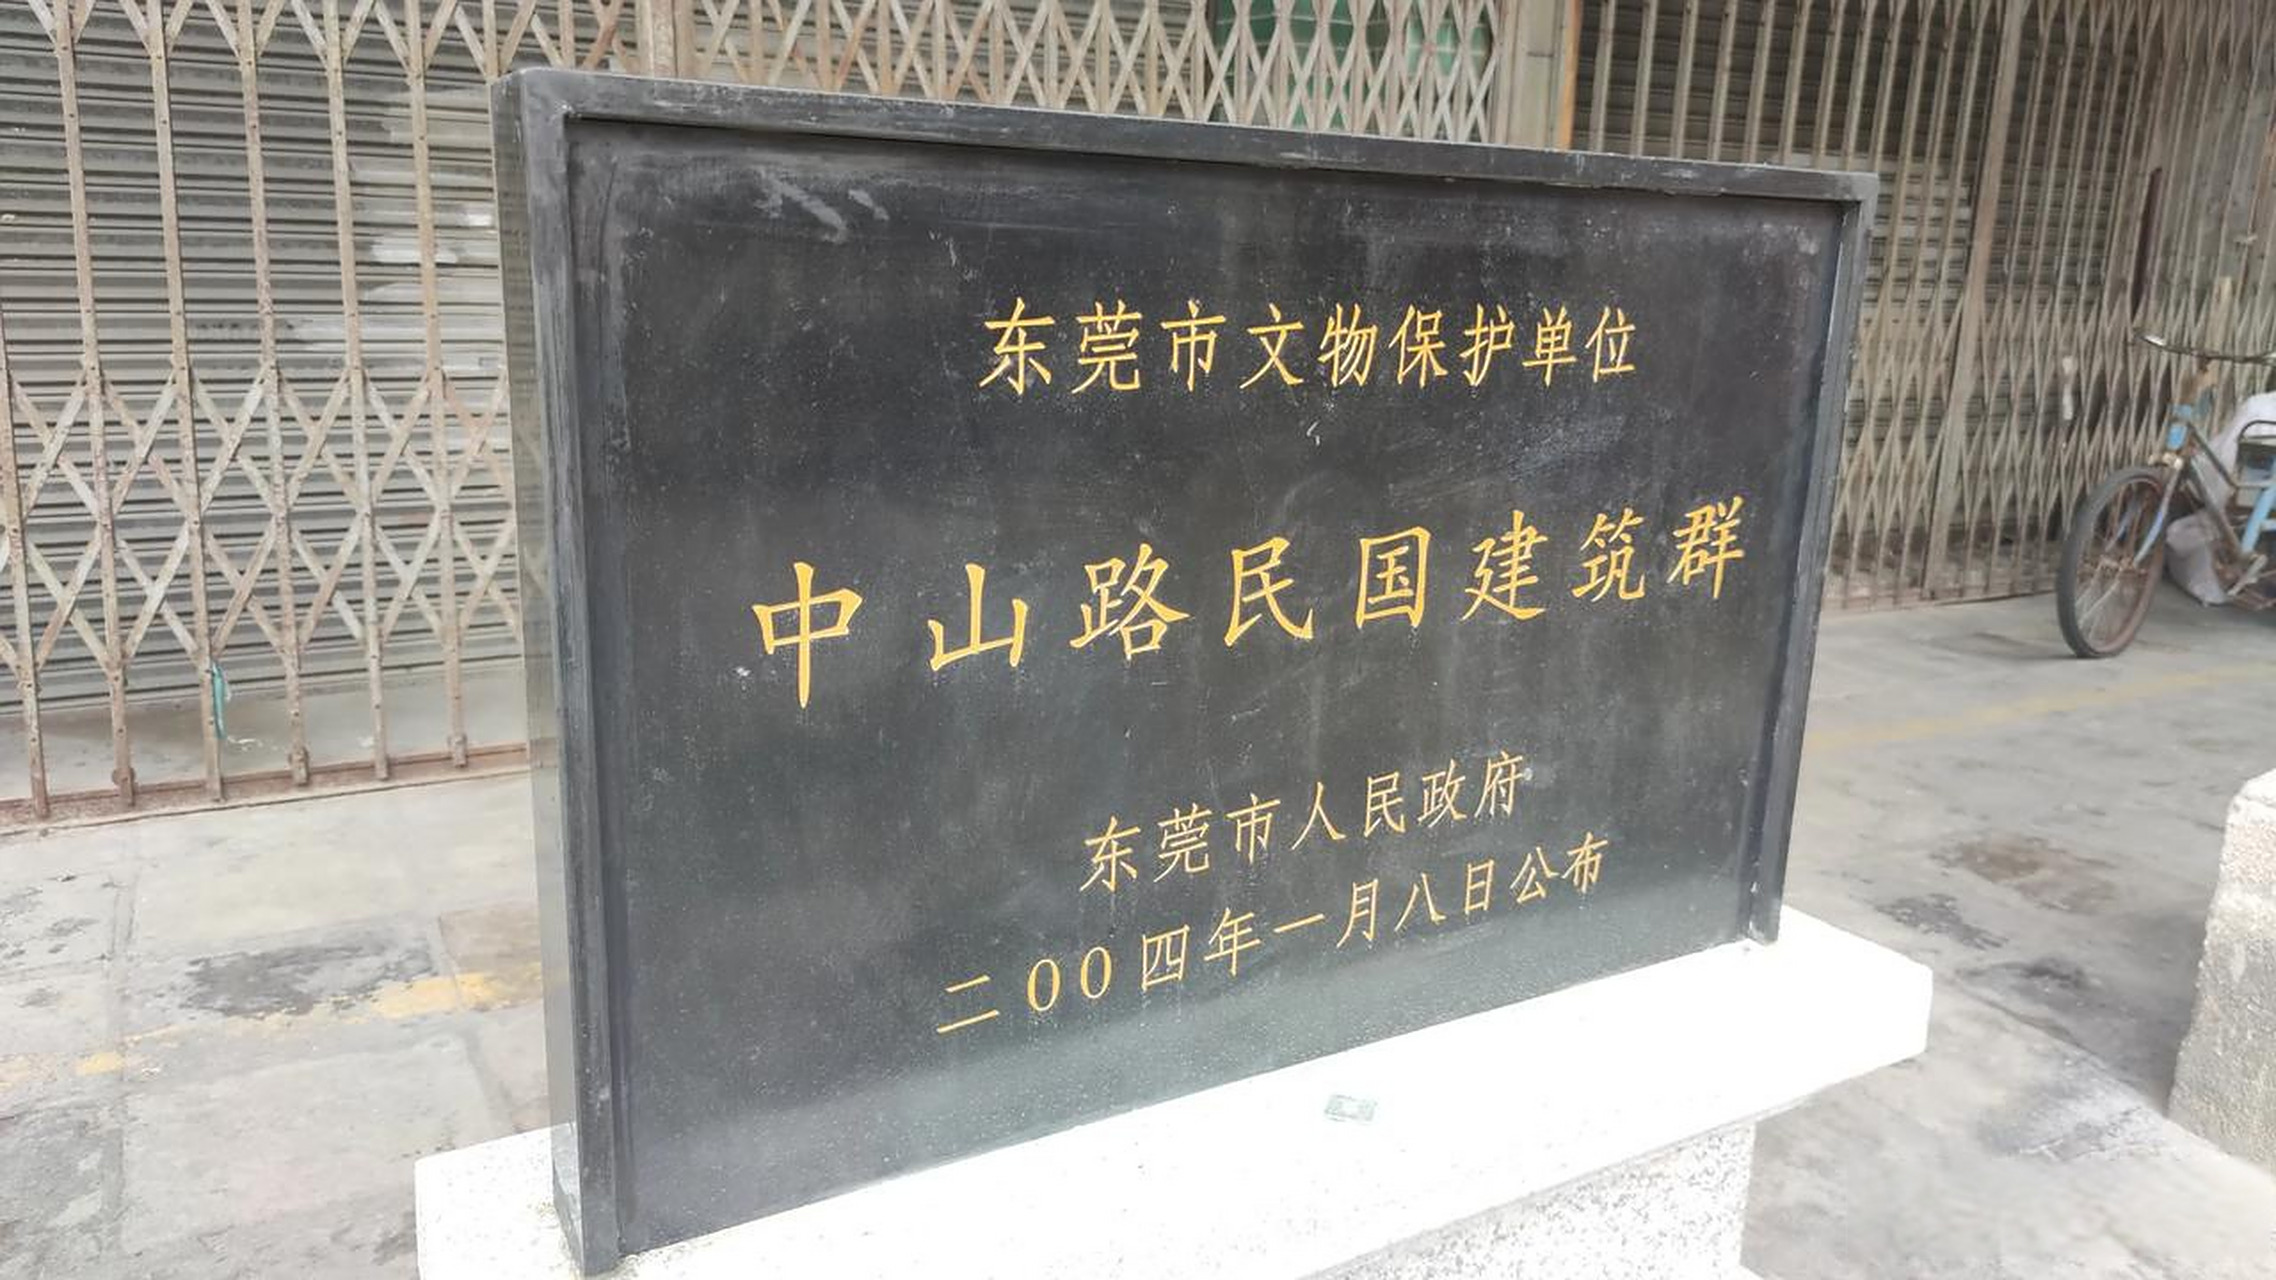 东莞市文物保护单位
中山路民国建筑群
东莞市人民政府
二00四年一月八日公布